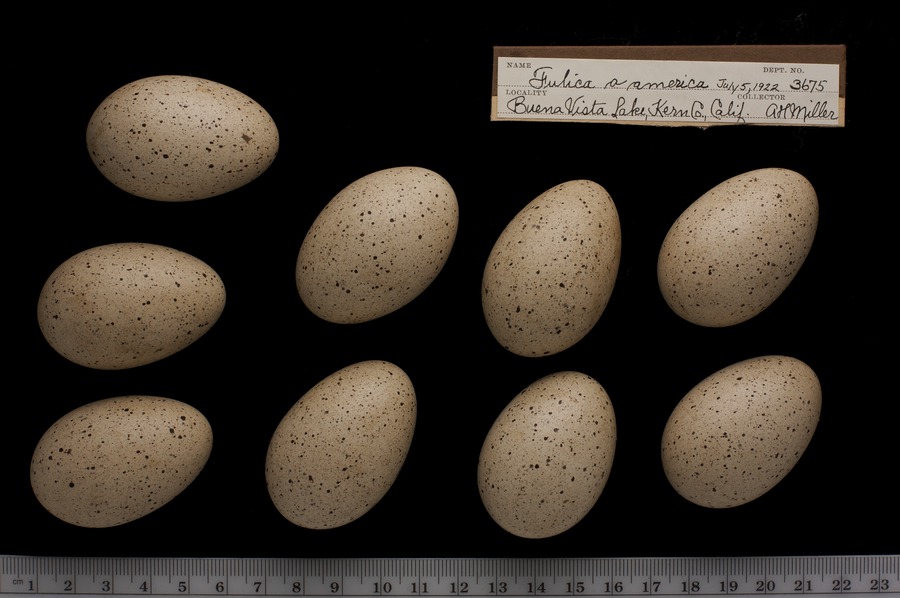 NAME DEPT. NO.
Fulica a america July 5, 1922 3675
LOCALITY COLLECTOR
Buena Vista Lake, Kern Co., Calif. AHMiller
cm 1 2 3 4 5 6 7 8 9 10 11 12 13 14 15 16 17 18 19 20 21 22 23